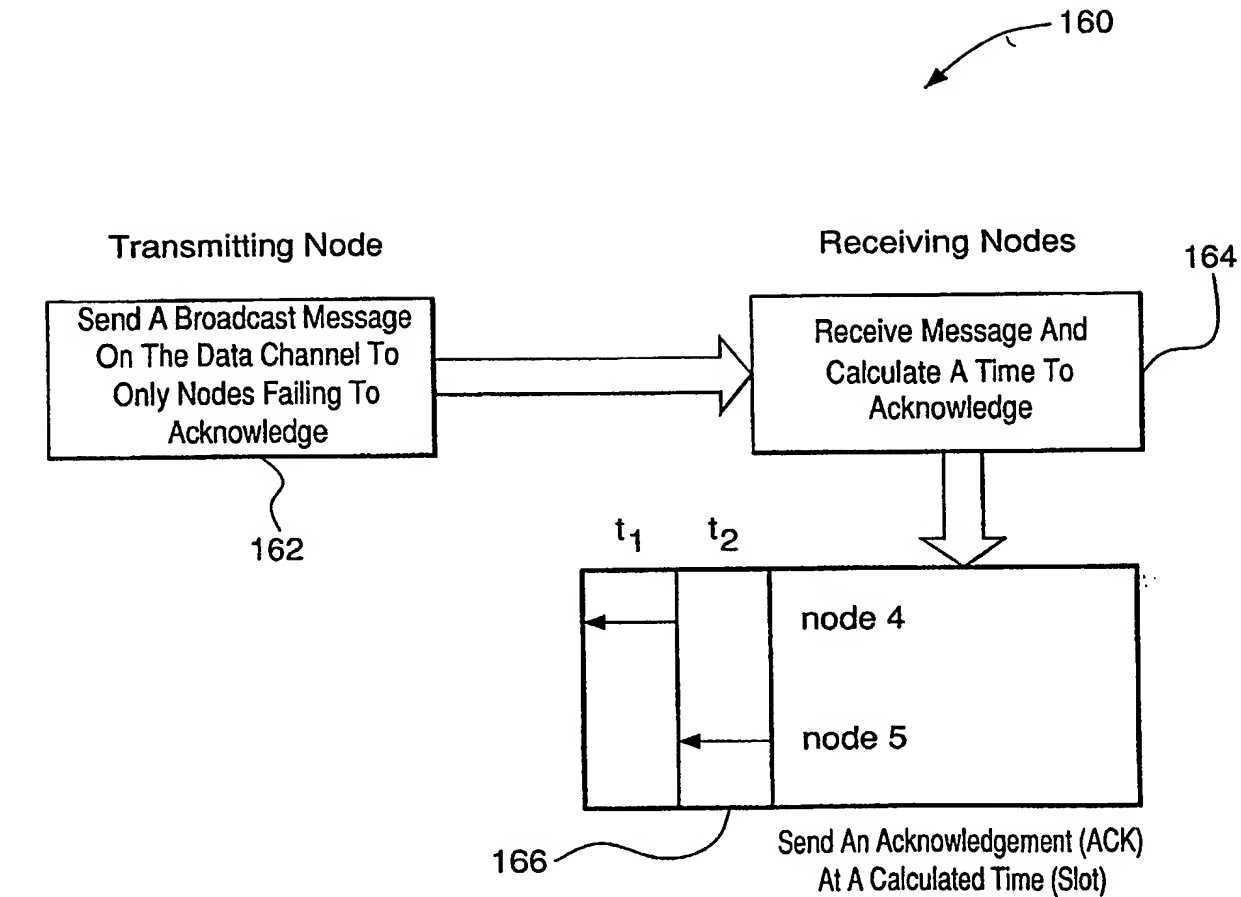 160
Transmitting Node
Receiving Nodes
164
Send A Broadcast Message
On The Data Channel To
Only Nodes Failing To
Acknowledge
Receive Message And
Calculate A Time To
Acknowledge
162
t1
t2
node 4
node 5
166
Send An Acknowledgement (ACK)
At A Calculated Time (Slot)